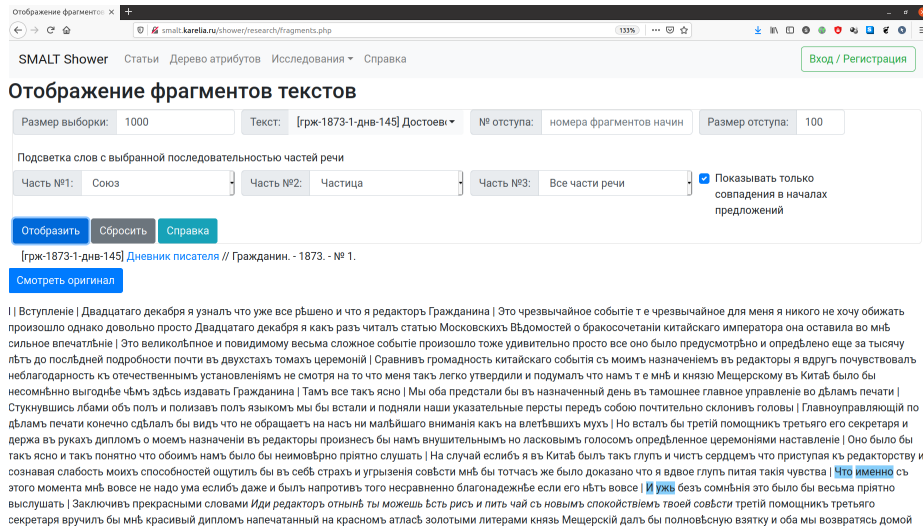 Отображение фрагментов
smalt.karelia.ru/shower/research/fragments.php 133%
SMALT Shower Статьи Дерево атрибутов Исследования Справка Вход / Регистрация
Отображение фрагментов текстов
Размер выборки: 1000 Текст: [грж-1873-1-днв-145] Достоев № отступа: номера фрагментов начин Размер отступа: 100
Подсветка слов с выбранной последовательностью частей речи
Часть №1: Союз Часть №2: Частица Часть №3: Все части речи Показывать только
совпадения в началах
предложений
Отобразить Сбросить Справка
[грж-1873-1-днв-145] Дневник писателя // Гражданин. - 1873. - № 1.
Смотреть оригинал
I | Вступленіе | Двадцатаго декабря я узналъ что уже все рѣшено и что я редакторъ Гражданина | Это чрезвычайное событіе т е чрезвычайное для меня я никого не хочу обижать
произошло однако довольно просто Двадцатаго декабря я какъ разъ читалъ статью Московскихъ Вѣдомостей о бракосочетаніи китайскаго императора она оставила во мнѣ
сильное впечатлѣніе | Это великолѣпное и повидимому весьма сложное событіе произошло тоже удивительно просто все оно было предусмотрѣно и опредѣлено еще за тысячу
лѣтъ до послѣдней подробности почти въ двухстахъ томахъ церемоній | Сравнивъ громадность китайскаго событія съ моимъ назначеніемъ въ редакторы я вдругъ почувствовалъ
неблагодарность къ отечественнымъ установленіямъ не смотря на то что меня такъ легко утвердили и подумалъ что намъ т е мнѣ и князю Мещерскому въ Китаѣ было бы
несомнѣнно выгоднѣе чѣмъ здѣсь издавать Гражданина | Тамъ все такъ ясно | Мы оба предстали бы въ назначенный день въ тамошнее главное управленіе во дѣламъ печати |
Стукнувшись лбами объ полъ и полизавъ полъ языкомъ мы бы встали и подняли наши указательные персты передъ собою почтительно склонивъ головы | Главноуправляющій по
дѣламъ печати конечно сдѣлалъ бы видъ что не обращаетъ на насъ ни малѣйшаго вниманія какъ на влетѣвшихъ мухъ | Но всталъ бы третій помощникъ третьяго его секретаря и
держа въ рукахъ дипломъ о моемъ назначеніи въ редакторы произнесъ бы намъ внушительнымъ но ласковымъ голосомъ опредѣленное церемоніями наставленіе | Оно было бы
такъ ясно и такъ понятно что обоимъ намъ было бы неимовѣрно пріятно слушать | На случай еслибъ я въ Китаѣ былъ такъ глупъ и чистъ сердцемъ что приступая къ редакторству и
сознавая слабость моихъ способностей ощутилъ бы въ себѣ страхъ и угрызенія совѣсти мнѣ бы тотчасъ же было доказано что я вдвое глупъ питая такія чувства | Что именно съ
этого момента мнѣ вовсе не надо ума еслибъ даже и былъ напротивъ того несравненно благонадежнѣе если его нѣтъ вовсе | И ужь безъ сомнѣнія это было бы весьма пріятно
выслушать | Заключивъ прекрасными словами Иди редакторъ отнынѣ ты можешь ѣсть рисъ и пить чай съ новымъ спокойствіемъ твоей совѣсти третій помощникъ третьяго
секретаря вручилъ бы мнѣ красивый дипломъ напечатанный на красномъ атласѣ золотыми литерами князь Мещерскій далъ бы полновѣсную взятку и оба мы возвратясь домой